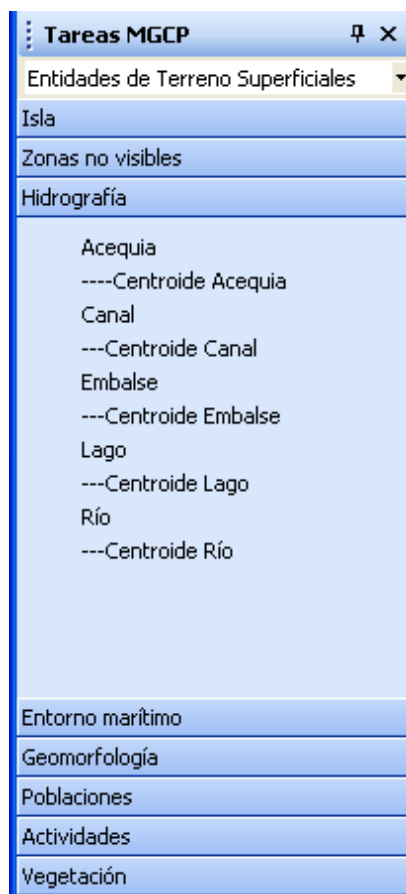 Tareas MGCP
Entidades de Terreno Superficiales
Isla
Zonas no visibles
Hidrografía
Acequia
----Centroide Acequia
Canal
---Centroide Canal
Embalse
---Centroide Embalse
Lago
---Centroide Lago
Río
---Centroide Río
Entorno marítimo
Geomorfología
Poblaciones
Actividades
Vegetación